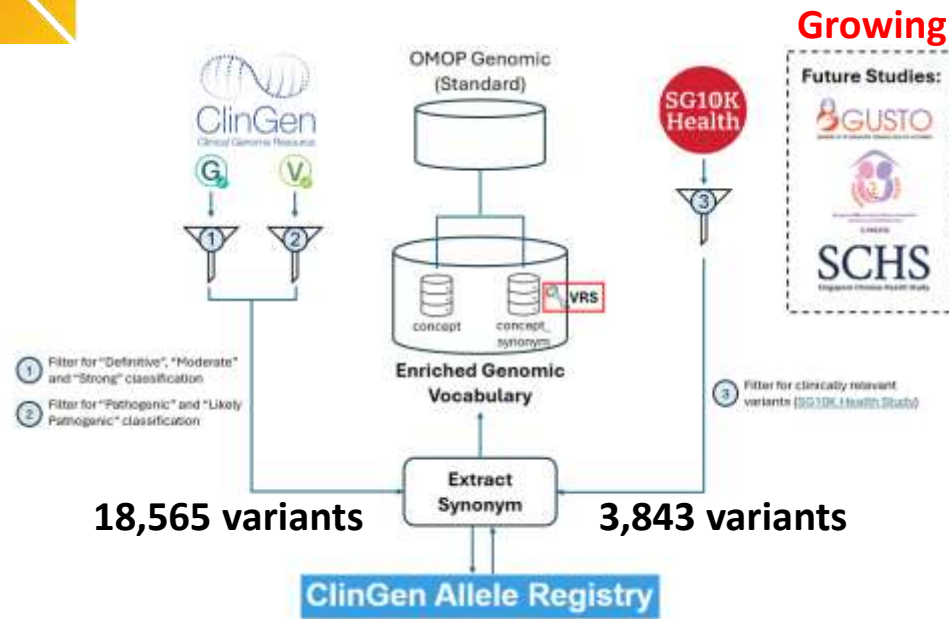 Growing
ClinGen
Clinical Genome Resource
G
V
1
2
OMOP Genomic
(Standard)
SG10K
Health
3
Future Studies:
GUSTO
SCHS
Singapore Chinese Health Study
concept
concept_
synonym
VRS
Enriched Genomic
Vocabulary
1
Filter for "Definitive", "Moderate"
and "Strong" classification
2
Filter for "Pathogenic" and "Likely
Pathogenic" classification
3
Filter for clinically relevant
variants (SG10K Health Study)
Extract
Synonym
18,565 variants
3,843 variants
ClinGen Allele Registry